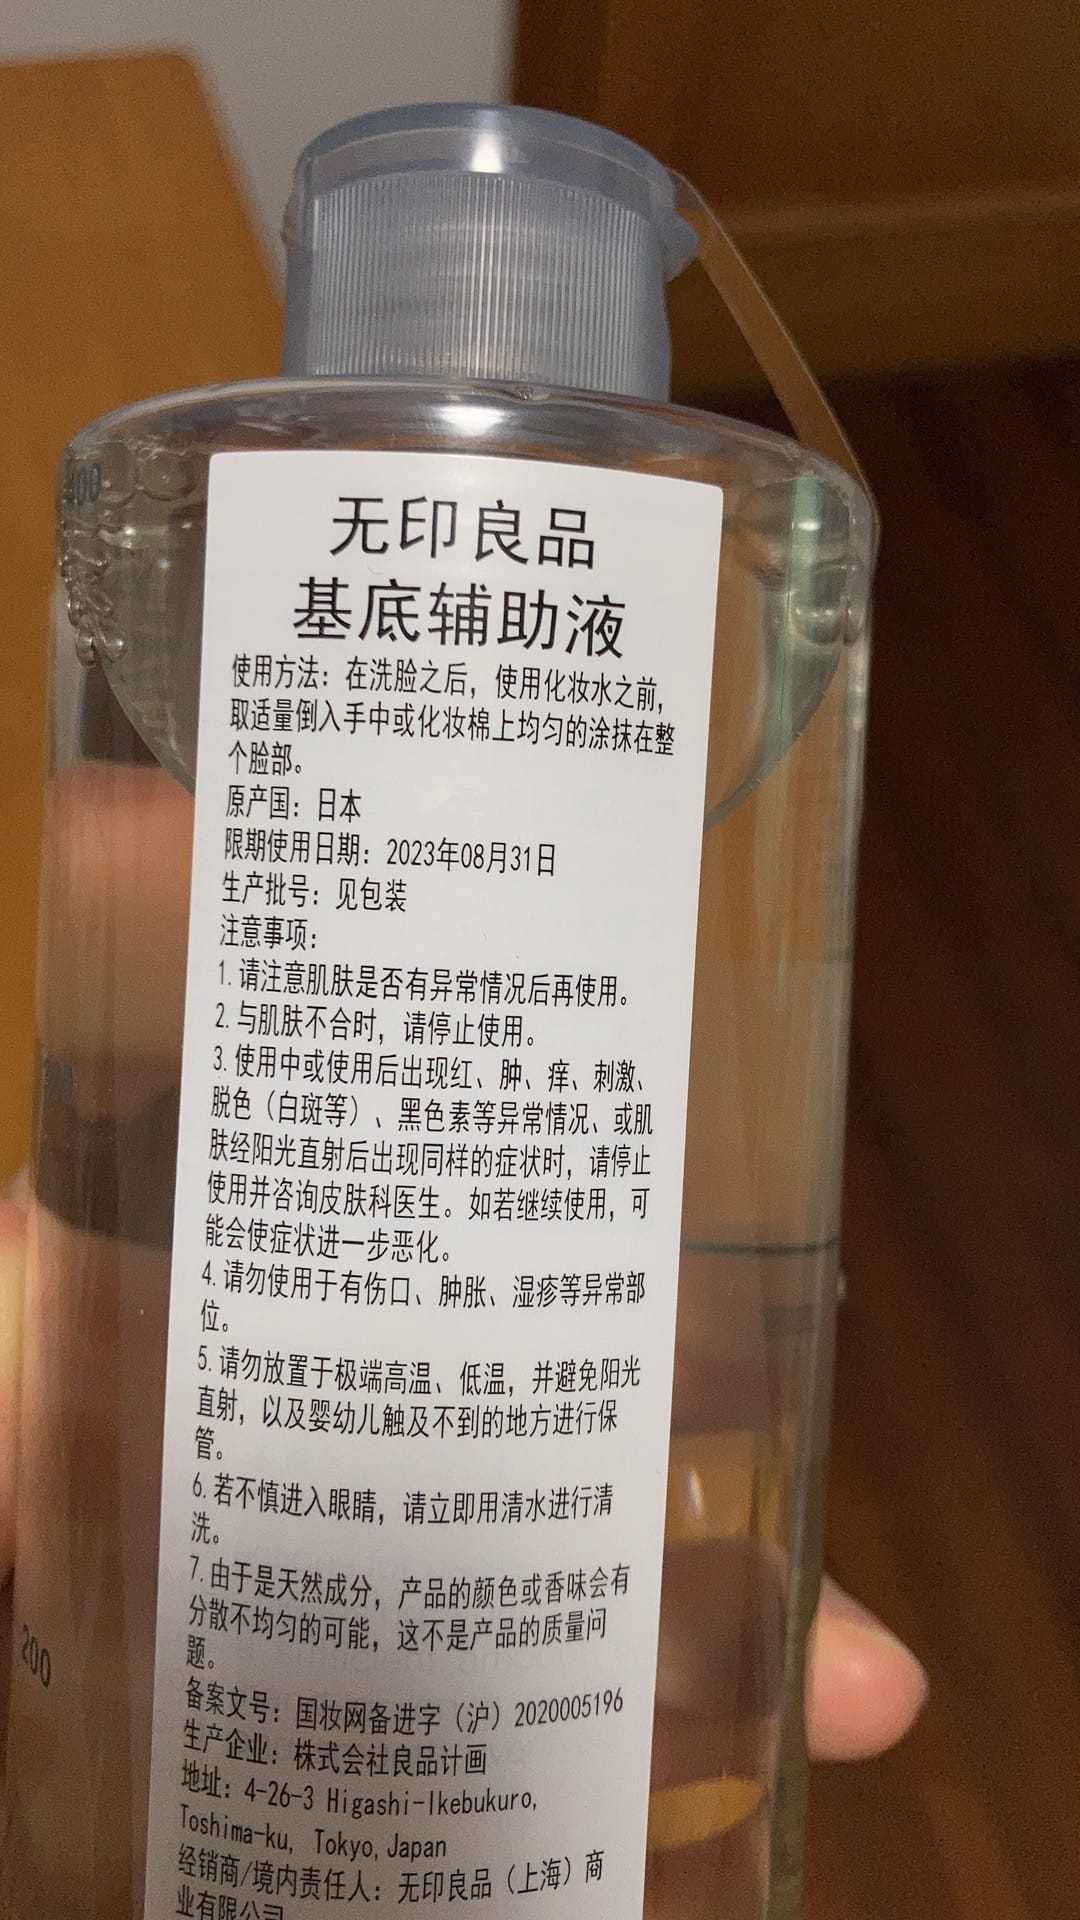 400
无印良品
基底辅助液
使用方法：在洗脸之后，使用化妆水之前，
取适量倒入手中或化妆棉上均匀的涂抹在整
个脸部。
原产国：日本
限期使用日期：2023年08月31日
生产批号：见包装
注意事项：
1.请注意肌肤是否有异常情况后再使用。
2.与肌肤不合时，请停止使用。
3.使用中或使用后出现红、肿、痒、刺激、
脱色（白斑等）、黑色素等异常情况、或肌
肤经阳光直射后出现同样的症状时，请停止
使用并咨询皮肤科医生。如若继续使用，可
能会使症状进一步恶化。
4.请勿使用于有伤口、肿胀、湿疹等异常部
位。
5.请勿放置于极端高温、低温，并避免阳光
直射，以及婴幼儿触及不到的地方进行保
管。
6.若不慎进入眼睛，请立即用清水进行清
洗。
7.由于是天然成分，产品的颜色或香味会有
分散不均匀的可能，这不是产品的质量问
题。
200
备案文号：国妆网备进字（沪）2020005196
生产企业：株式会社良品计画
地址：4-26-3 Higashi-Ikebukuro,
Toshima-ku, Tokyo,Japan
经销商/境内责任人：无印良品（上海）商
业有限公司